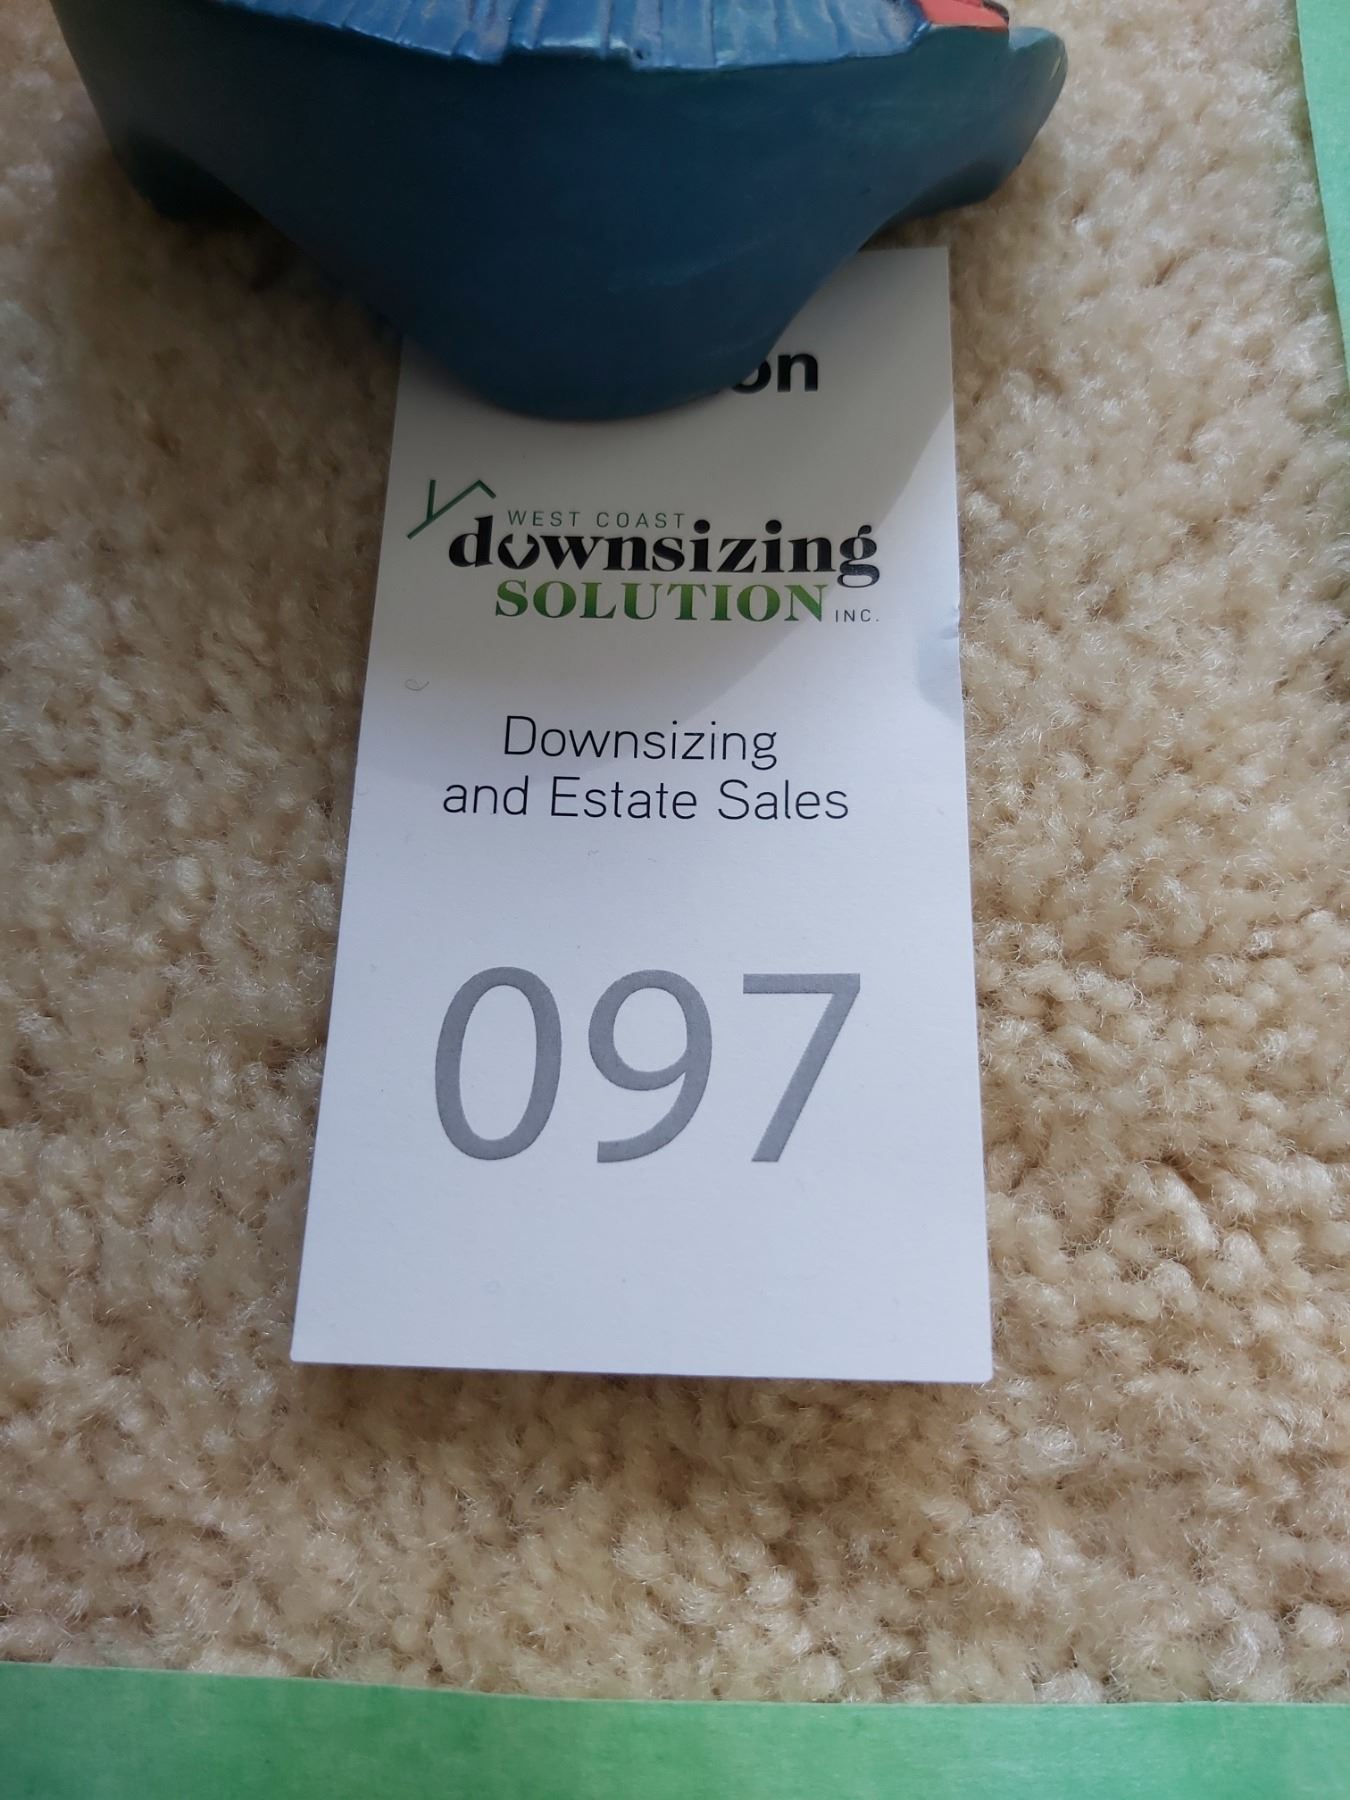 WEST COAST
downsizing
SOLUTION INC.
Downsizing
and Estate Sales
097